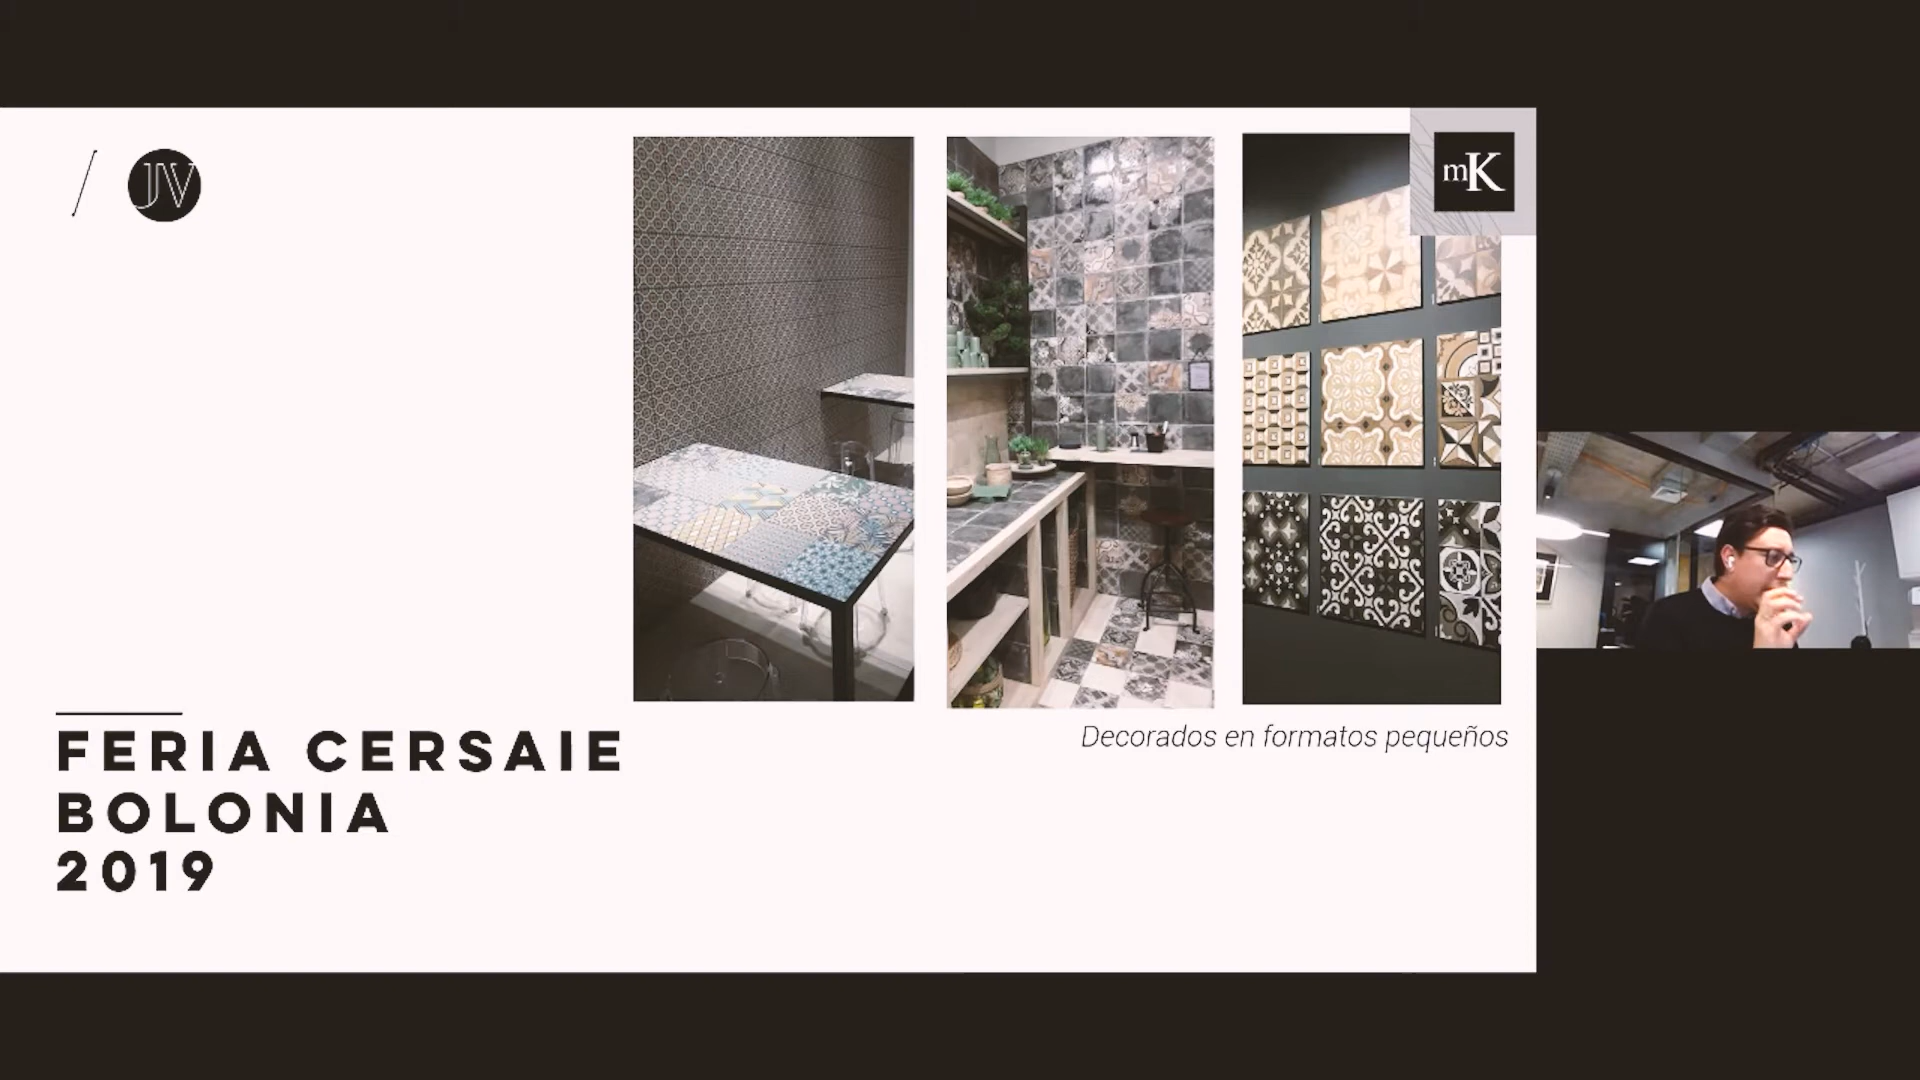 JV
mK
Decorados en formatos pequeños
FERIA CERSAIE
BOLONIA
2019